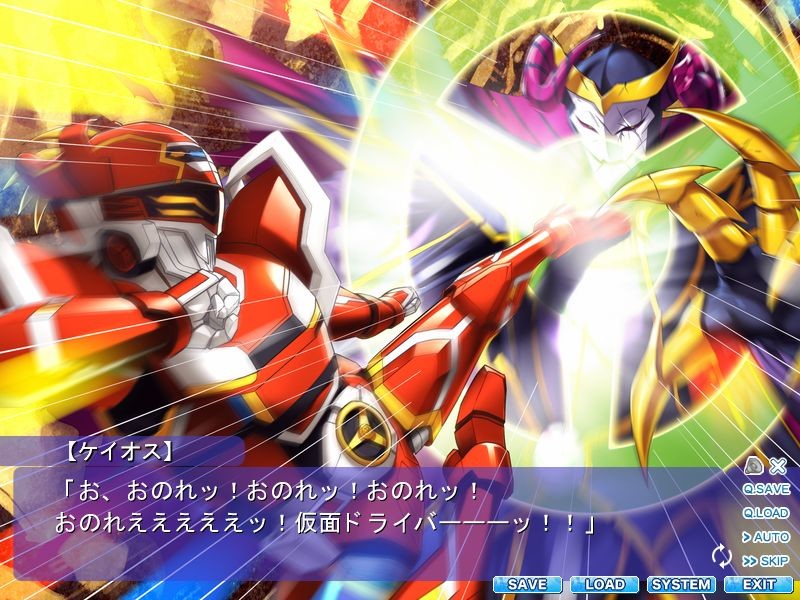 【ケイオス】
「お、おのれッ！おのれッ！おのれッ！
おのれえええええッ！仮面ドライバーーーーッ！！」
Q.SAVE
Q.LOAD
AUTO
SKIP
SAVE
LOAD
SYSTEM
EXIT